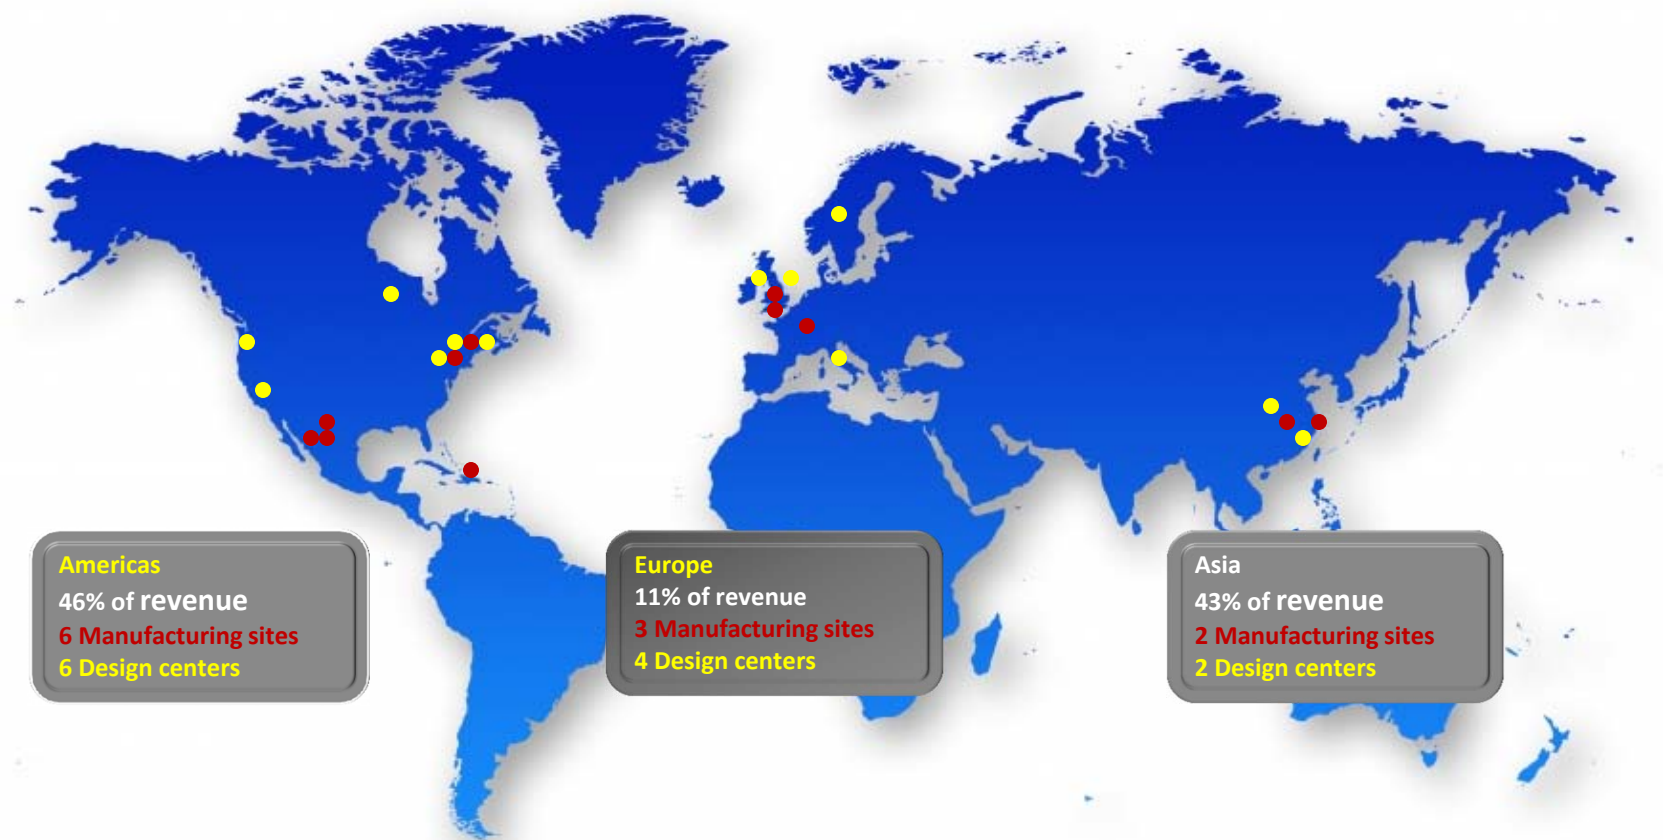 Americas
46% of revenue
6 Manufacturing sites
6 Design centers
Europe
11% of revenue
3 Manufacturing sites
4 Design centers
Asia
43% of revenue
2 Manufacturing sites
2 Design centers